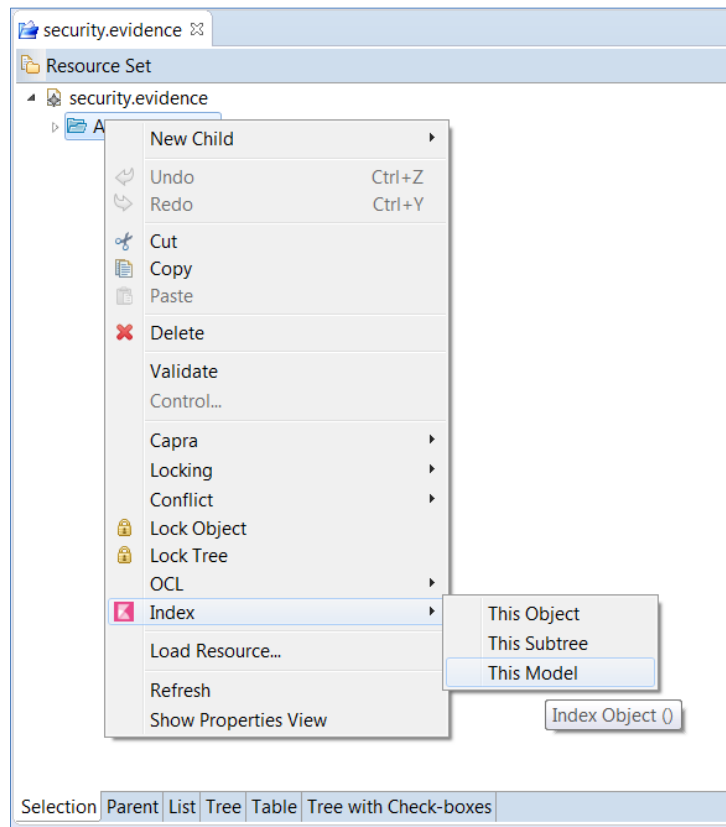 security.evidence
Resource Set
security.evidence
A
New Child
Undo Ctrl+Z
Redo Ctrl+Y
Cut
Copy
Paste
Delete
Validate
Control...
Capra
Locking
Conflict
Lock Object
Lock Tree
OCL
Index
This Object
This Subtree
This Model
Load Resource...
Refresh
Index Object ()
Show Properties View
Selection Parent List Tree Table Tree with Check-boxes